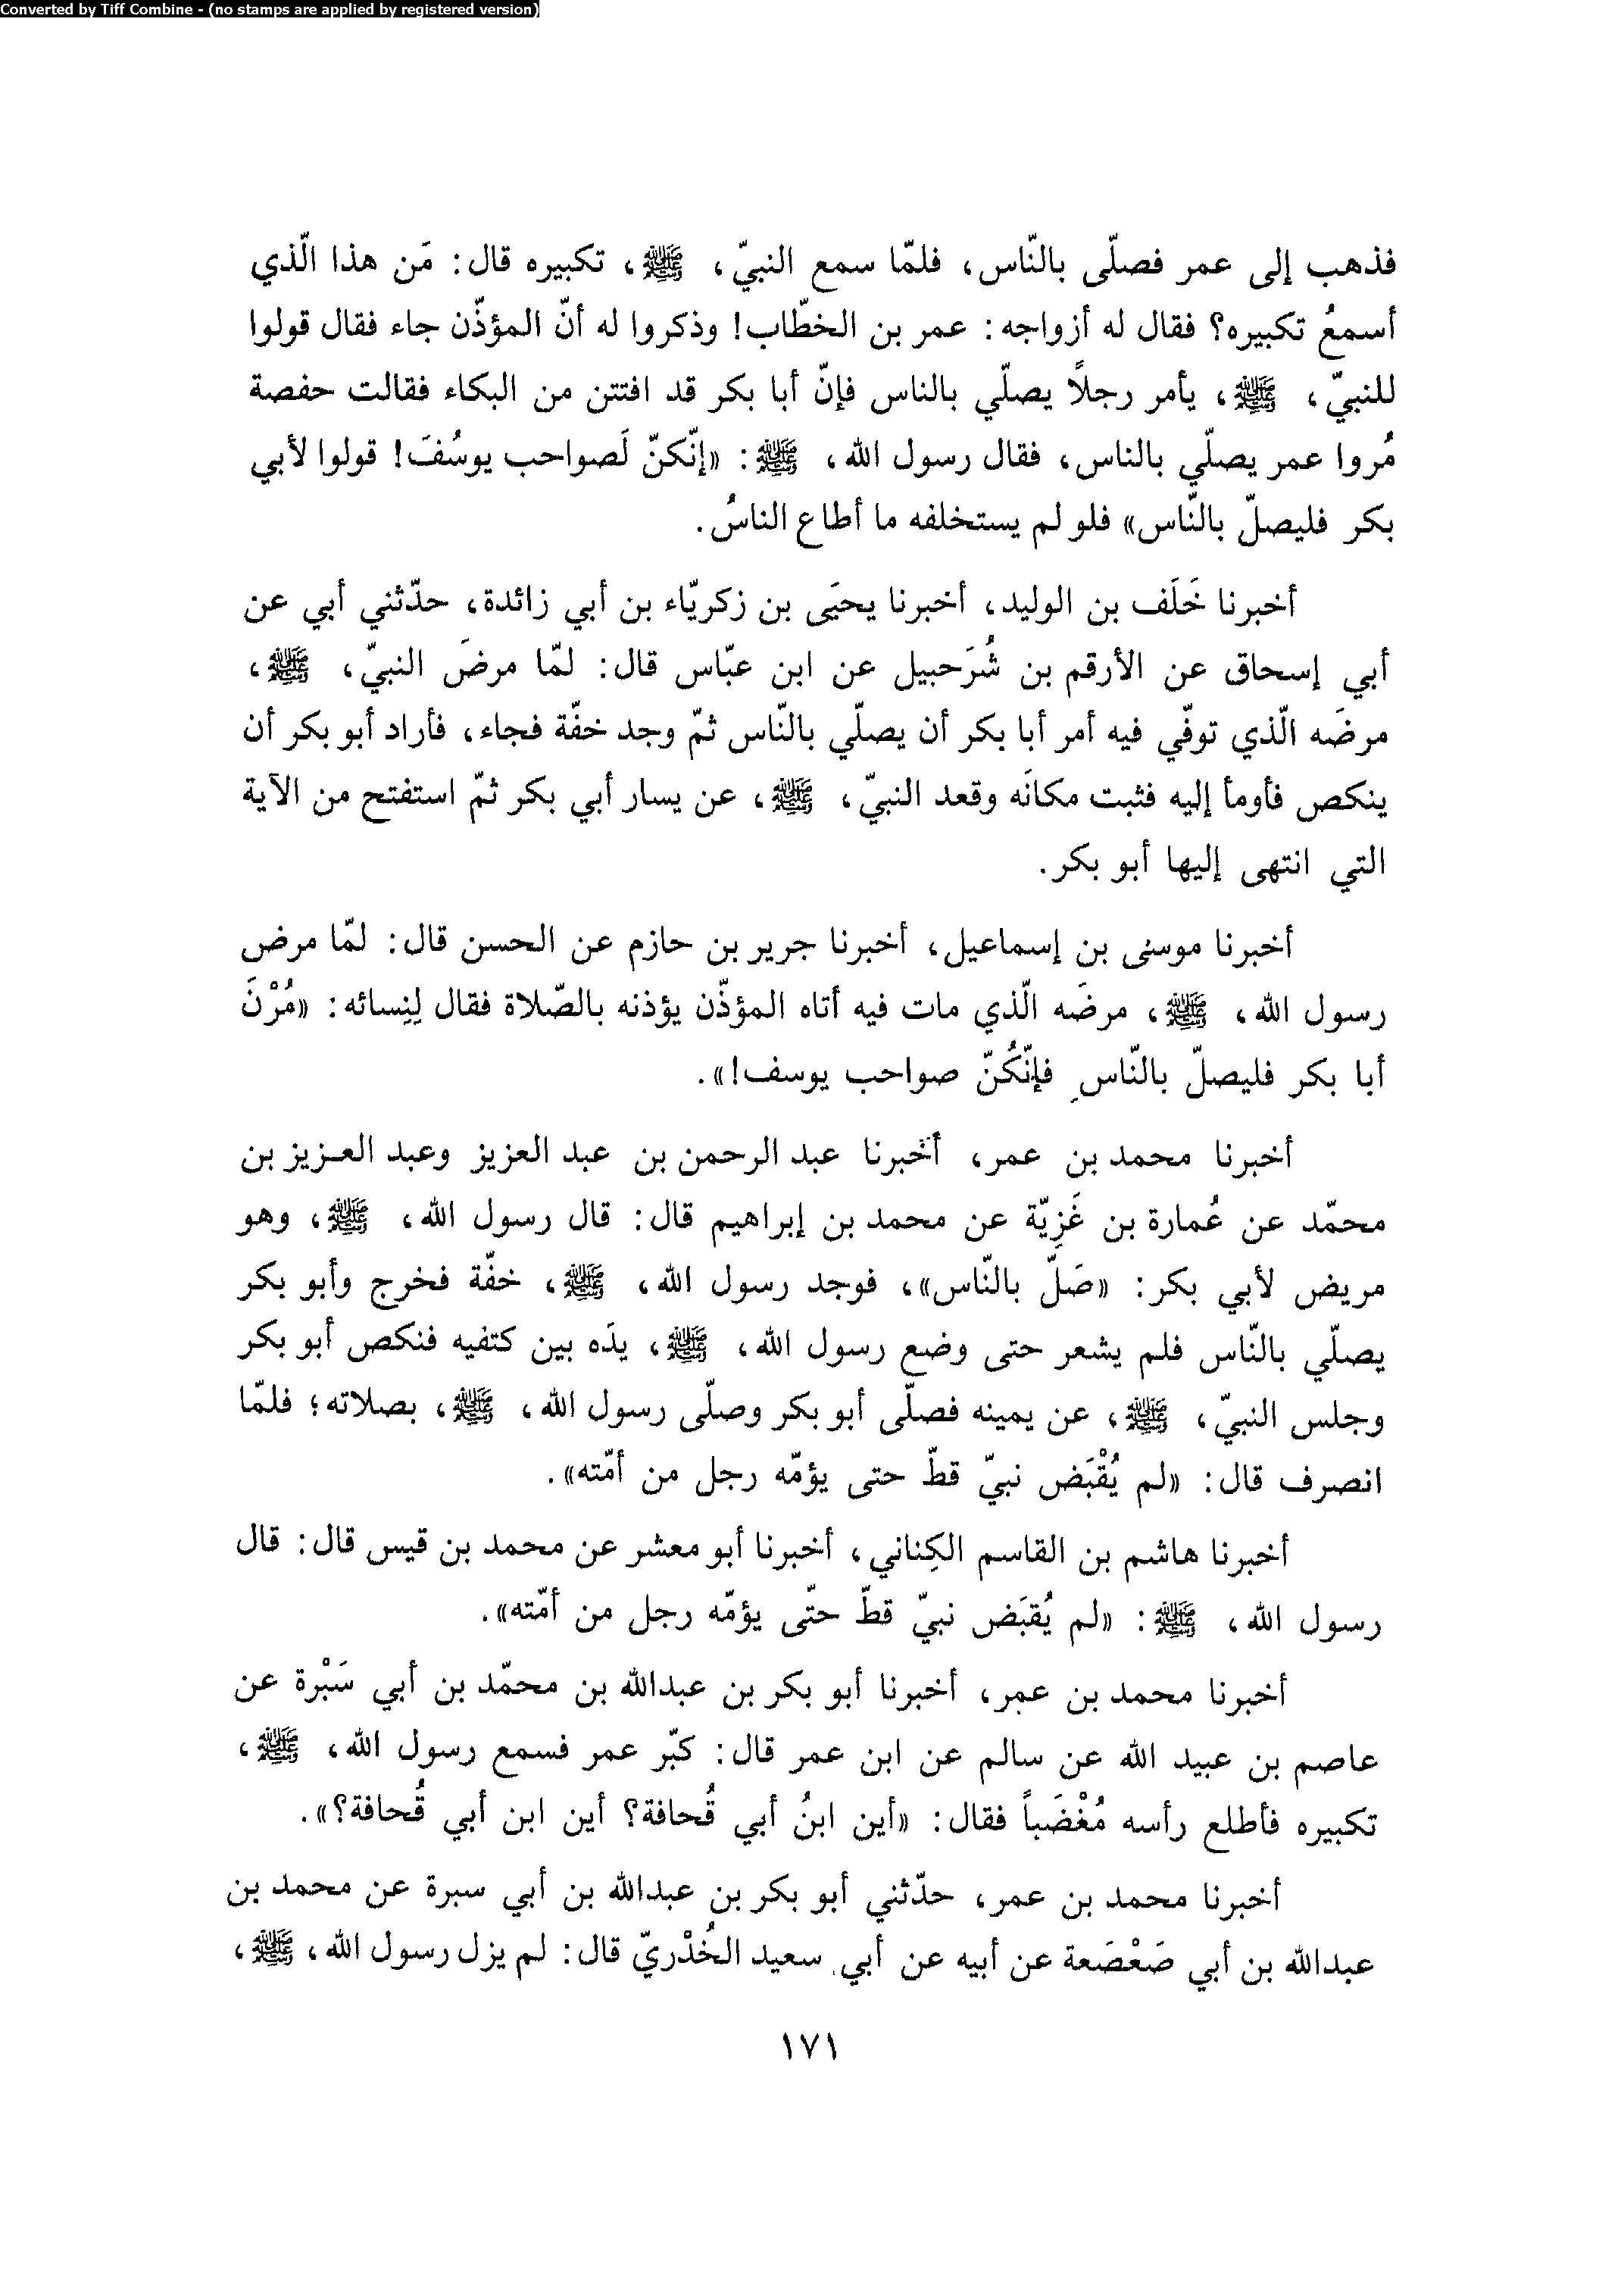 Converted by Tiff Combine - (no stamps are applied by registered version)
فذهب إلى عمر فصلّى بالنّاس، فلمّا سمع النبيّ، ﷺ، تكبيره قال: مَن هذا الّذي
أسمعُ تكبيره؟ فقال له أزواجه: عمر بن الخطّاب! وذكروا له أنّ المؤذّن جاء فقال قولوا
للنبيّ، ﷺ، يأمر رجلاً يصلّي بالناس فإنّ أبا بكر قد افتتن من البكاء فقالت حفصة
مُروا عمر يصلّي بالناس، فقال رسول الله، ﷺ: «إنّكنّ لَصواحب يوسُفَ! قولوا لأبي
بكر فليصلّ بالنّاس» فلو لم يستخلفه ما أطاع الناسُ.
أخبرنا خَلَف بن الوليد، أخبرنا يحيَى بن زكريّاء بن أبي زائدة، حدّثني أبي عن
أبي إسحاق عن الأرقم بن شُرَحبيل عن ابن عبّاس قال: لمّا مرضَ النبيّ، ﷺ،
مرضَه الّذي توفّي فيه أمر أبا بكر أن يصلّي بالنّاس ثمّ وجد خفّة فجاء، فأراد أبو بكر أن
ينكص فأومأ إليه فثبت مكانَه وقعد النبيّ، ﷺ، عن يسار أبي بكر ثمّ استفتح من الآية
التي انتهى إليها أبو بكر.
أخبرنا موسىٰ بن إسماعيل، أخبرنا جرير بن حازم عن الحسن قال: لمّا مرض
رسول الله، ﷺ، مرضَه الّذي مات فيه أتاه المؤذّن يؤذنه بالصّلاة فقال لِنِسائه: «مُرْنَ
أبا بكر فليصلّ بالنّاس فإنّكُنّ صواحب يوسف!».
أخبرنا محمد بن عمر، أخبرنا عبد الرحمن بن عبد العزيز وعبد العـزيز بن
محمّد عن عُمارة بن غَزِيّة عن محمد بن إبراهيم قال: قال رسول الله، ﷺ، وهو
مريض لأبي بكر: «صَلّ بالنّاس»، فوجد رسول الله، ﷺ، خفّة فخرج وأبو بكر
يصلّي بالنّاس فلم يشعر حتى وضع رسول الله، ﷺ، يدَه بين كتفيه فنكص أبو بكر
وجلس النبيّ، ﷺ، عن يمينه فصلّى أبو بكر وصلّى رسول الله، ﷺ، بصلاته؛ فلمّا
انصرف قال: «لم يُقْبَض نبيّ قطّ حتى يؤمّه رجل من أمّته».
أخبرنا هاشم بن القاسم الكِناني، أخبرنا أبو معشر عن محمد بن قيس قال: قال
رسول الله، ﷺ: «لم يُقبَض نبيّ قطّ حتّى يؤمّه رجل من أمّته».
أخبرنا محمد بن عمر، أخبرنا أبو بكر بن عبدالله بن محمّد بن أبي سَبْرة عن
عاصم بن عبيد الله عن سالم عن ابن عمر قال: كبّر عمر فسمع رسول الله، ﷺ،
تكبيره فأطلع رأسه مُغْضَباً فقال: «أين ابنُ أبي قُحافة؟ أين ابن أبي قُحافة؟».
أخبرنا محمد بن عمر، حدّثني أبو بكر بن عبدالله بن أبي سبرة عن محمد بن
عبدالله بن أبي صَعْصَعة عن أبيه عن أبي سعيد الخُدْريّ قال: لم يزل رسول الله، ﷺ،
١٧١